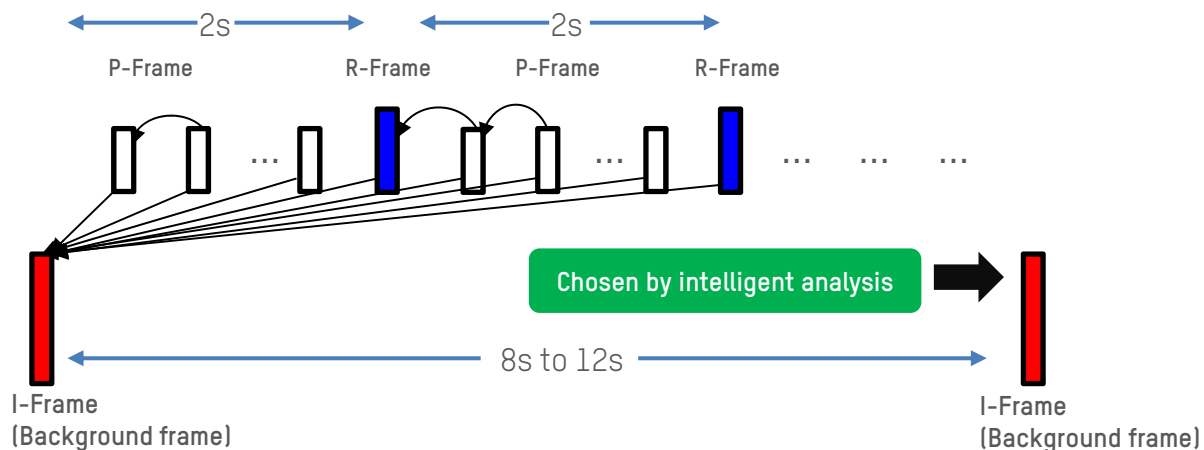 2s
2s
P-Frame
R-Frame
P-Frame
R-Frame
...
...
...
...
...
Chosen by intelligent analysis
8s to 12s
I-Frame
(Background frame)
I-Frame
(Background frame)